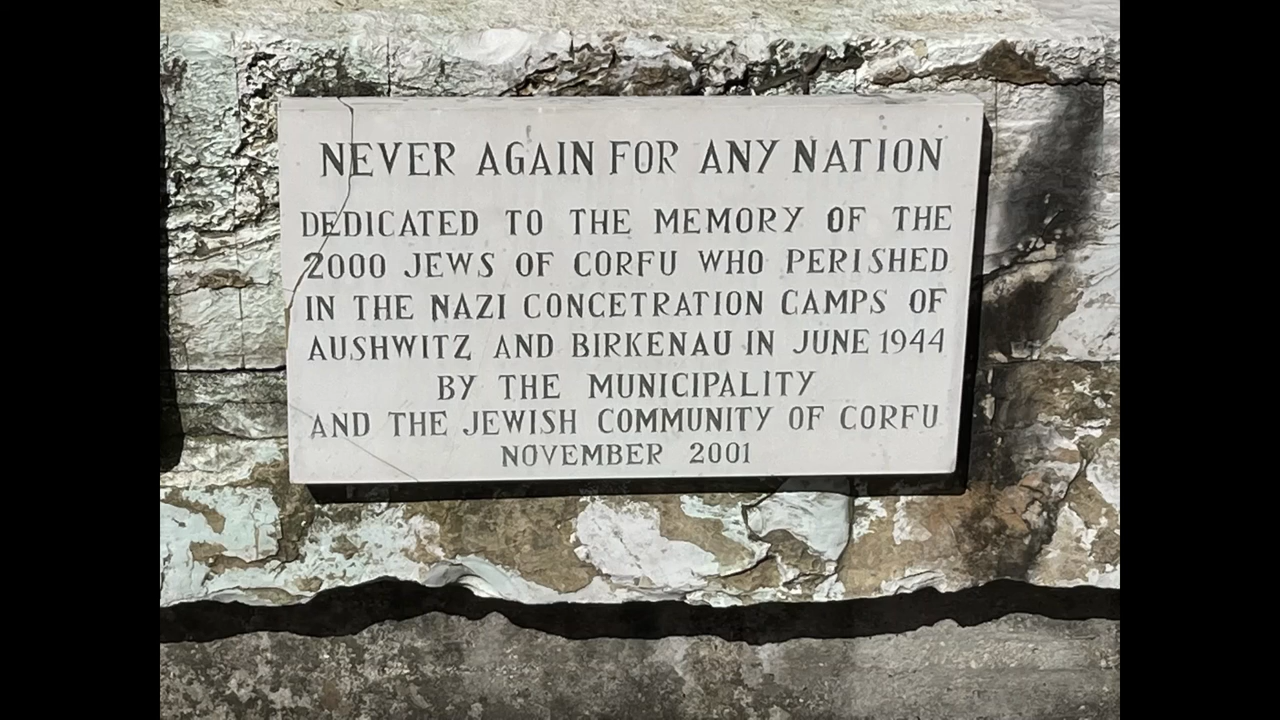 NEVER AGAIN FOR ANY NATION
DEDICATED TO THE MEMORY OF THE
2000 JEWS OF CORFU WHO PERISHED
IN THE NAZI CONCETRATION CAMPS OF
AUSHWITZ AND BIRKENAU IN JUNE 1944
BY THE MUNICIPALITY
AND THE JEWISH COMMUNITY OF CORFU
NOVEMBER 2001